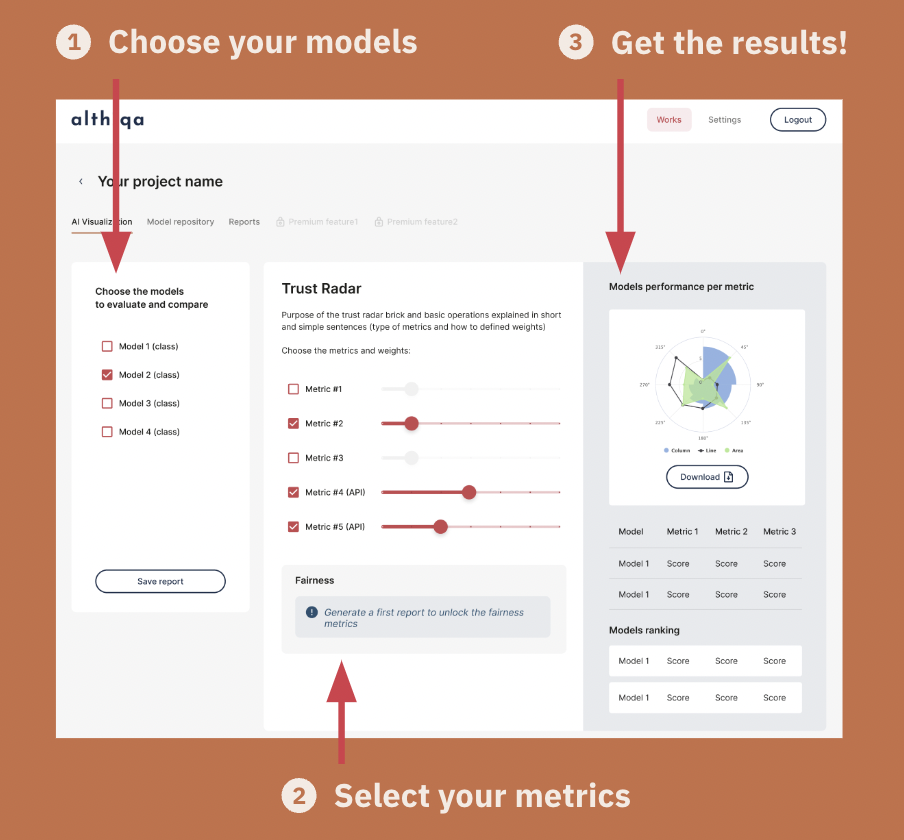 1 Choose your models
3 Get the results!
alth qa
Works
Settings
Logout
‹ Your project name
AI Visualization
Model repository
Reports
Premium feature1
Premium feature2
Choose the models
to evaluate and compare
Model 1 (class)
Model 2 (class)
Model 3 (class)
Model 4 (class)
Save report
Trust Radar
Purpose of the trust radar brick and basic operations explained in short
and simple sentences (type of metrics and how to defined weights)
Choose the metrics and weights:
Metric #1
Metric #2
Metric #3
Metric #4 (API)
Metric #5 (API)
Fairness
Generate a first report to unlock the fairness
metrics
Models performance per metric
0°
315°
45°
270°
90°
225°
135°
180°
Column Line Area
Download
Model Metric 1 Metric 2 Metric 3
Model 1 Score Score Score
Model 1 Score Score Score
Models ranking
Model 1 Score Score Score
Model 1 Score Score Score
2 Select your metrics